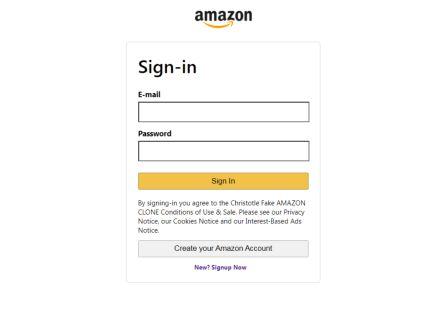 amazon
Sign-in
E-mail
Password
Sign In
By signing-in you agree to the Christotle Fake AMAZON
CLONE Conditions of Use & Sale. Please see our Privacy
Notice, our Cookies Notice and our Interest-Based Ads
Notice.
Create your Amazon Account
New? Signup Now